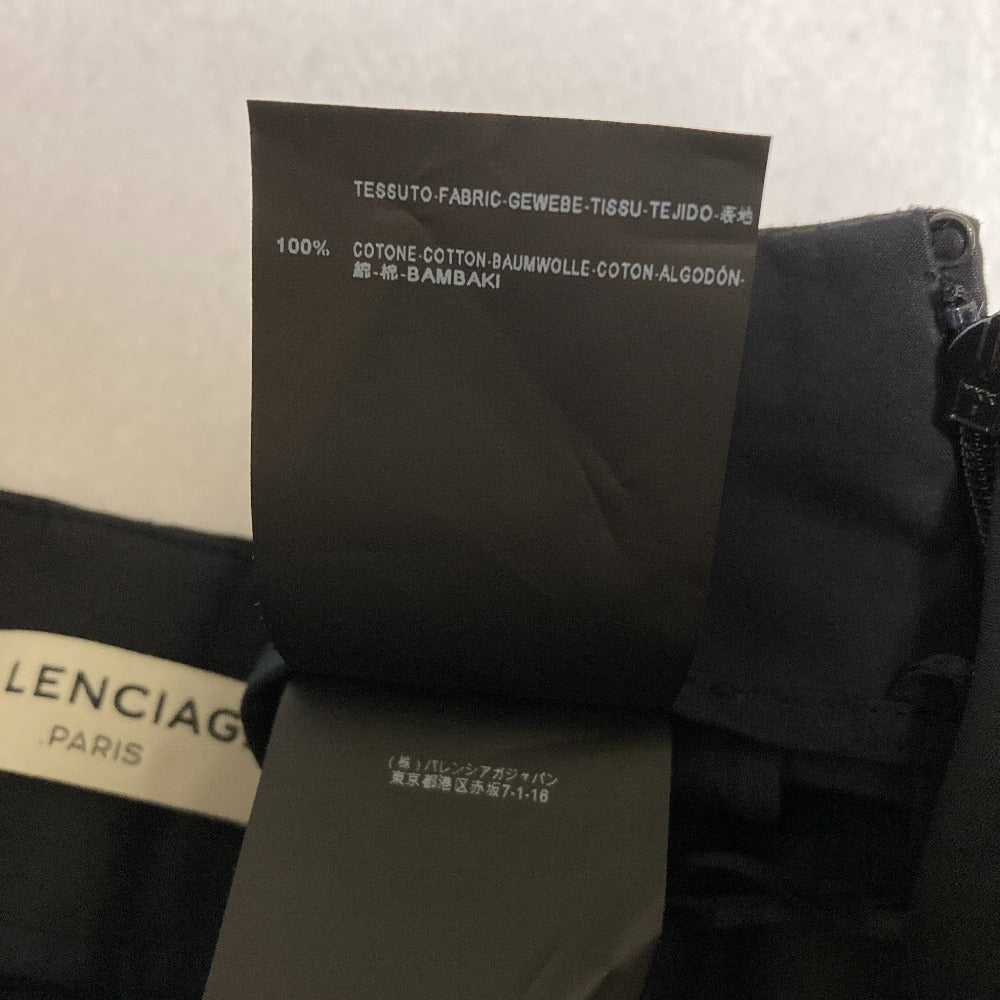 TESSUTO-FABRIC-GEWEBE-TISSU-TEJIDO-表地
100% COTONE-COTTON-BAUMWOLLE-COTON-ALGODÓN-
綿-棉-BAMBAKI
LENCIAGA
PARIS
(株)バレンシアガジャパン
東京都港区赤坂7-1-16